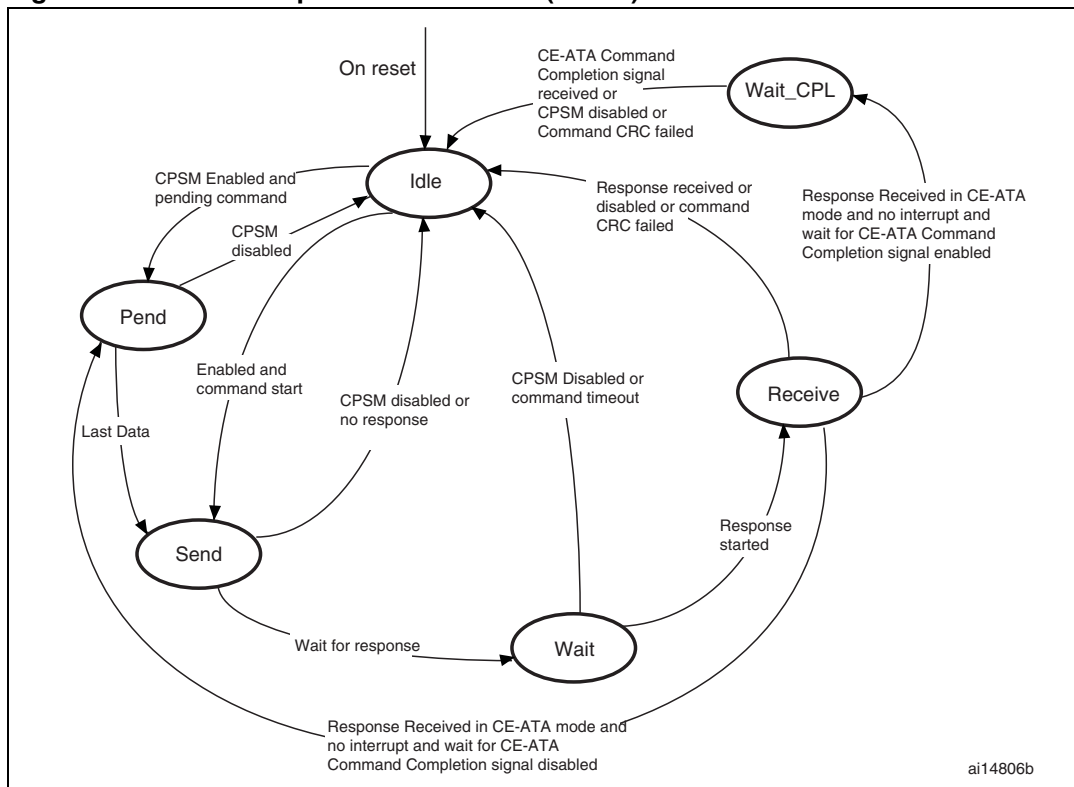 On reset
CE-ATA Command
Completion signal
received or
CPSM disabled or
Command CRC failed
Wait_CPL
Idle
CPSM Enabled and
pending command
CPSM
disabled
Response received or
disabled or command
CRC failed
Response Received in CE-ATA
mode and no interrupt and
wait for CE-ATA Command
Completion signal enabled
Pend
Enabled and
command start
CPSM disabled or
no response
CPSM Disabled or
command timeout
Receive
Last Data
Send
Response
started
Wait for response
Wait
Response Received in CE-ATA mode and
no interrupt and wait for CE-ATA
Command Completion signal disabled
ai14806b